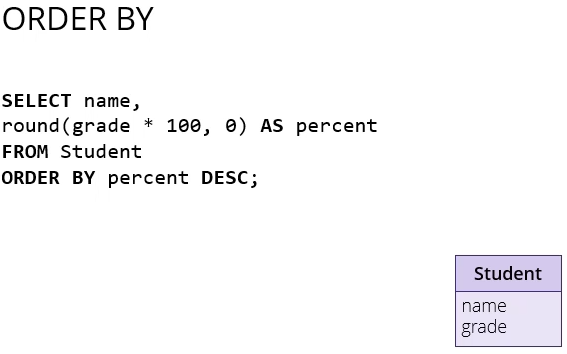 ORDER BY
SELECT name,
round(grade * 100, 0) AS percent
FROM Student
ORDER BY percent DESC;
Student
name
grade